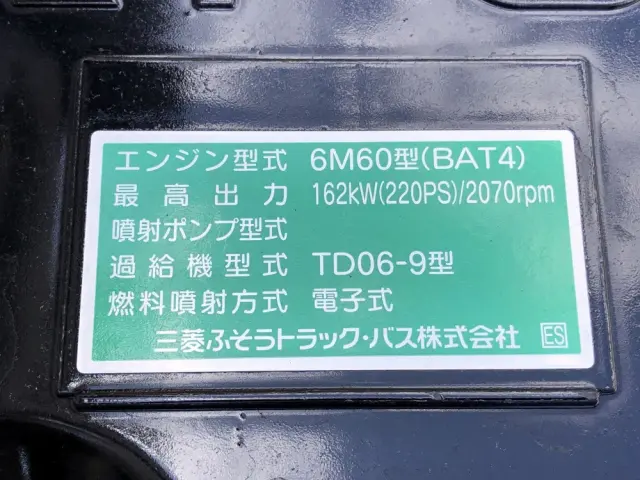 エンジン型式 6M60型(BAT4)
最高出力 162kW(220PS)/2070rpm
噴射ポンプ型式
過給機型式 TD06-9型
燃料噴射方式 電子式
三菱ふそうトラック・バス株式会社 ES